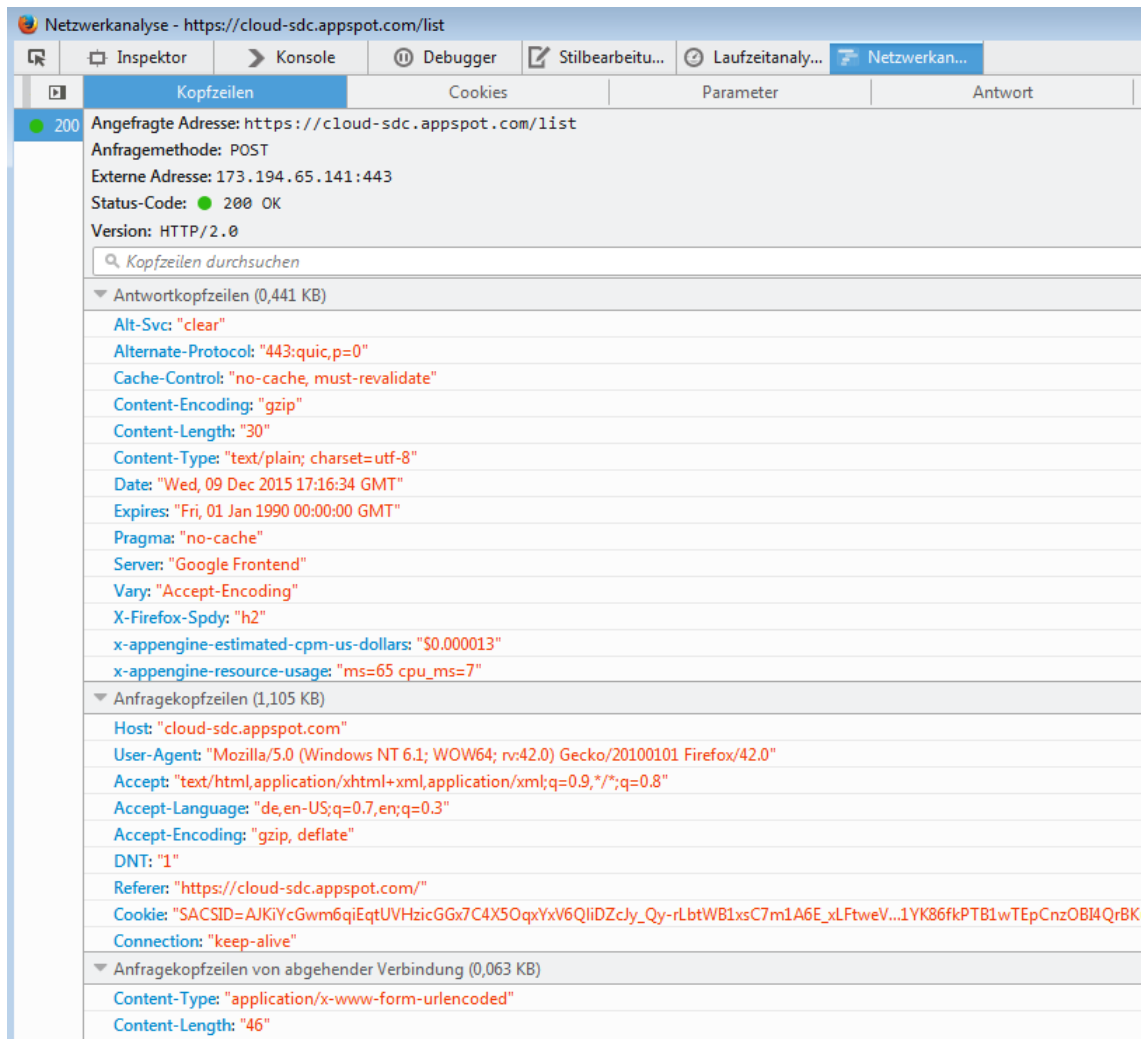 Netzwerkanalyse - https://cloud-sdc.appspot.com/list
Inspektor Konsole Debugger Stilbearbeitu... Laufzeitanaly... Netzwerkan...
Kopfzeilen Cookies Parameter Antwort
200
Angefragte Adresse: https://cloud-sdc.appspot.com/list
Anfragemethode: POST
Externe Adresse: 173.194.65.141:443
Status-Code: 200 OK
Version: HTTP/2.0
Kopfzeilen durchsuchen
Antwortkopfzeilen (0,441 KB)
Alt-Svc: "clear"
Alternate-Protocol: "443:quic,p=0"
Cache-Control: "no-cache, must-revalidate"
Content-Encoding: "gzip"
Content-Length: "30"
Content-Type: "text/plain; charset=utf-8"
Date: "Wed, 09 Dec 2015 17:16:34 GMT"
Expires: "Fri, 01 Jan 1990 00:00:00 GMT"
Pragma: "no-cache"
Server: "Google Frontend"
Vary: "Accept-Encoding"
X-Firefox-Spdy: "h2"
x-appengine-estimated-cpm-us-dollars: "$0.000013"
x-appengine-resource-usage: "ms=65 cpu_ms=7"
Anfragekopfzeilen (1,105 KB)
Host: "cloud-sdc.appspot.com"
User-Agent: "Mozilla/5.0 (Windows NT 6.1; WOW64; rv:42.0) Gecko/20100101 Firefox/42.0"
Accept: "text/html,application/xhtml+xml,application/xml;q=0.9,*/*;q=0.8"
Accept-Language: "de,en-US;q=0.7,en;q=0.3"
Accept-Encoding: "gzip, deflate"
DNT: "1"
Referer: "https://cloud-sdc.appspot.com/"
Cookie: "SACSID=AJKiYcGwm6qiEqtUVHzicGGx7C4X5OqxYxV6QIiDZcJy_Qy-rLbtWB1xsC7m1A6E_xLFtweV...1YK86fkPTB1wTEpCnzOBI4QrBK
Connection: "keep-alive"
Anfragekopfzeilen von abgehender Verbindung (0,063 KB)
Content-Type: "application/x-www-form-urlencoded"
Content-Length: "46"